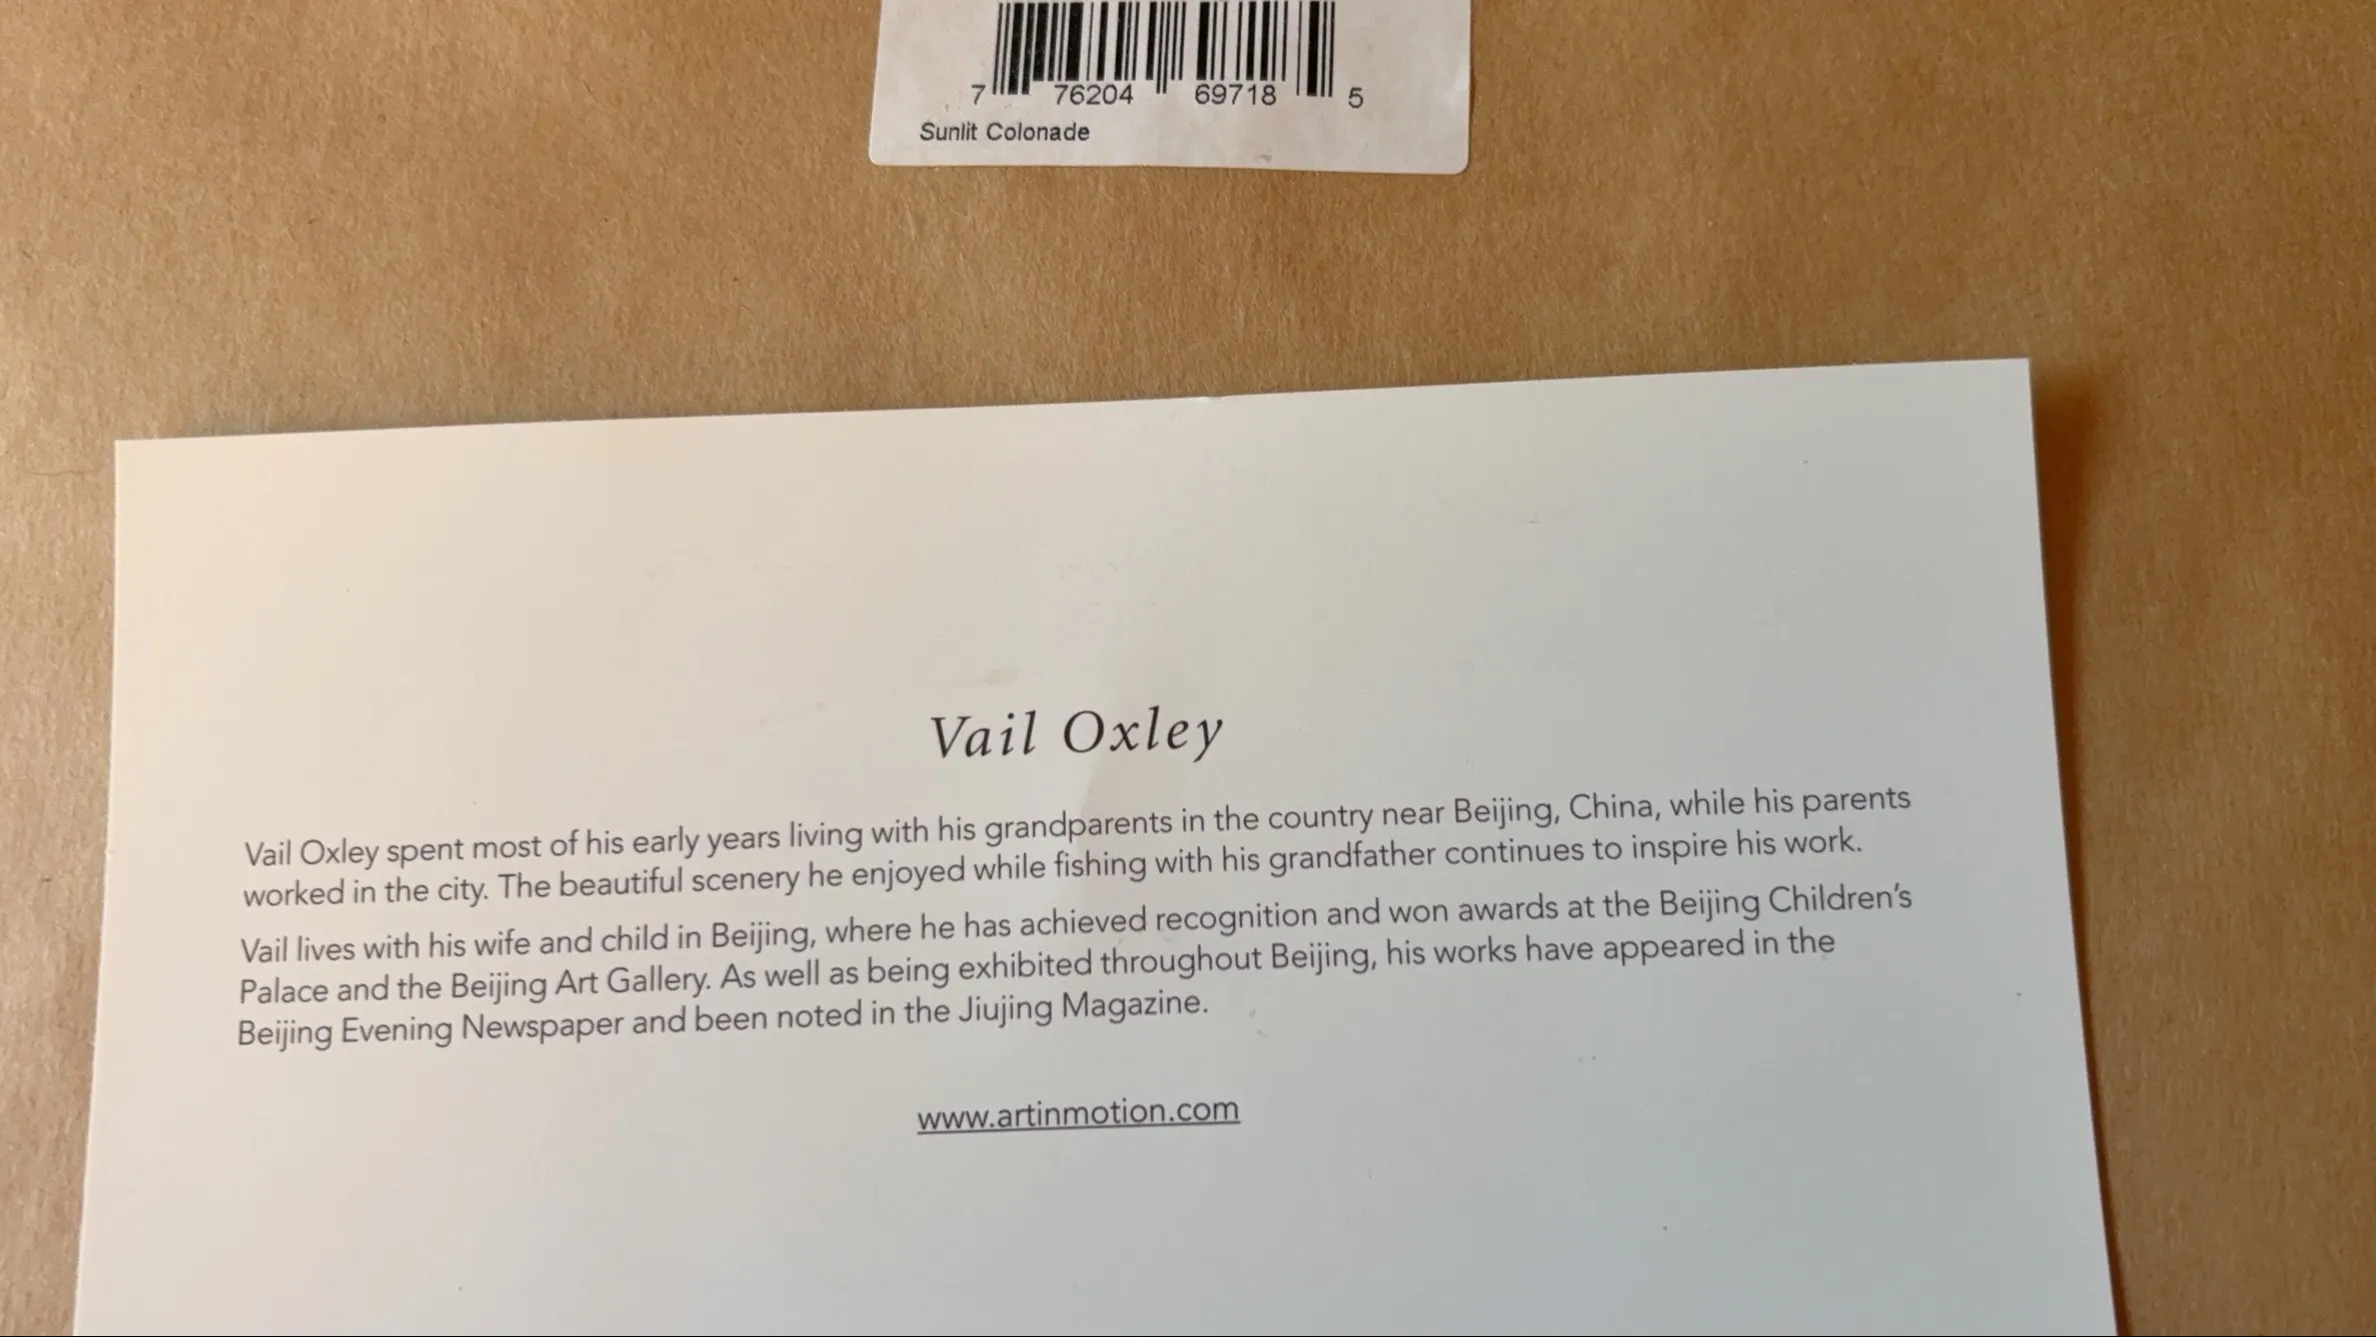 7 76204 69718 5
Sunlit Colonade
Vail Oxley
Vail Oxley spent most of his early years living with his grandparents in the country near Beijing, China, while his parents
worked in the city. The beautiful scenery he enjoyed while fishing with his grandfather continues to inspire his work.
Vail lives with his wife and child in Beijing, where he has achieved recognition and won awards at the Beijing Children’s
Palace and the Beijing Art Gallery. As well as being exhibited throughout Beijing, his works have appeared in the
Beijing Evening Newspaper and been noted in the Jiujing Magazine.
www.artinmotion.com